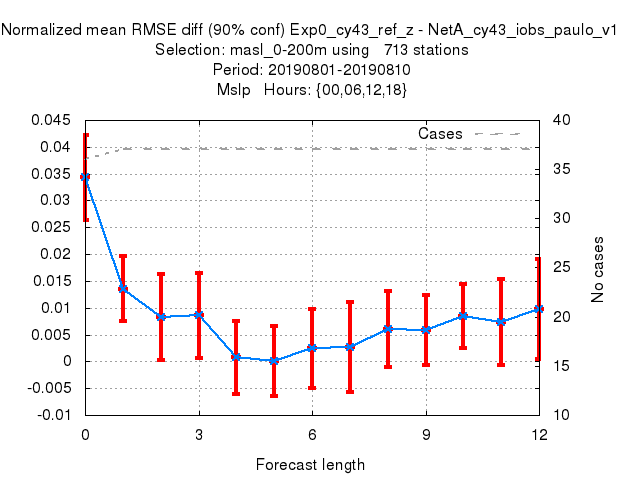 Normalized mean RMSE diff (90% conf) Exp0_cy43_ref_z - NetA_cy43_iobs_paulo_v1
Selection: masl_0-200m using 713 stations
Period: 20190801-20190810
Mslp Hours: {00,06,12,18}
Cases
0.045
0.04
0.035
0.03
0.025
0.02
0.015
0.01
0.005
0
-0.005
-0.01
40
35
30
25
20
15
10
No cases
0 3 6 9 12
Forecast length